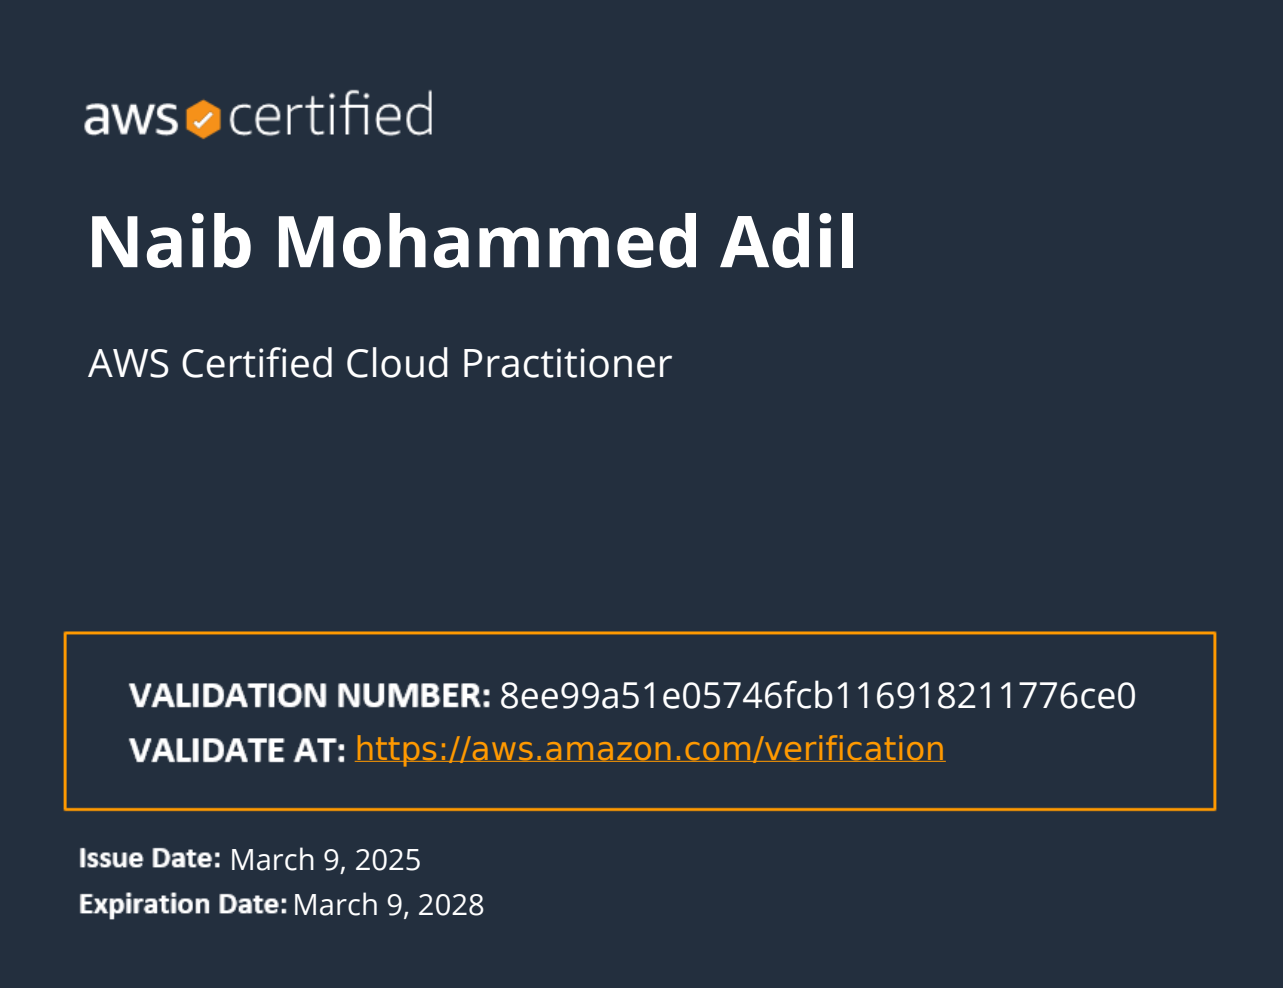 aws certified
Naib Mohammed Adil
AWS Certified Cloud Practitioner
VALIDATION NUMBER: 8ee99a51e05746fcb116918211776ce0
VALIDATE AT: https://aws.amazon.com/verification
Issue Date: March 9, 2025
Expiration Date: March 9, 2028